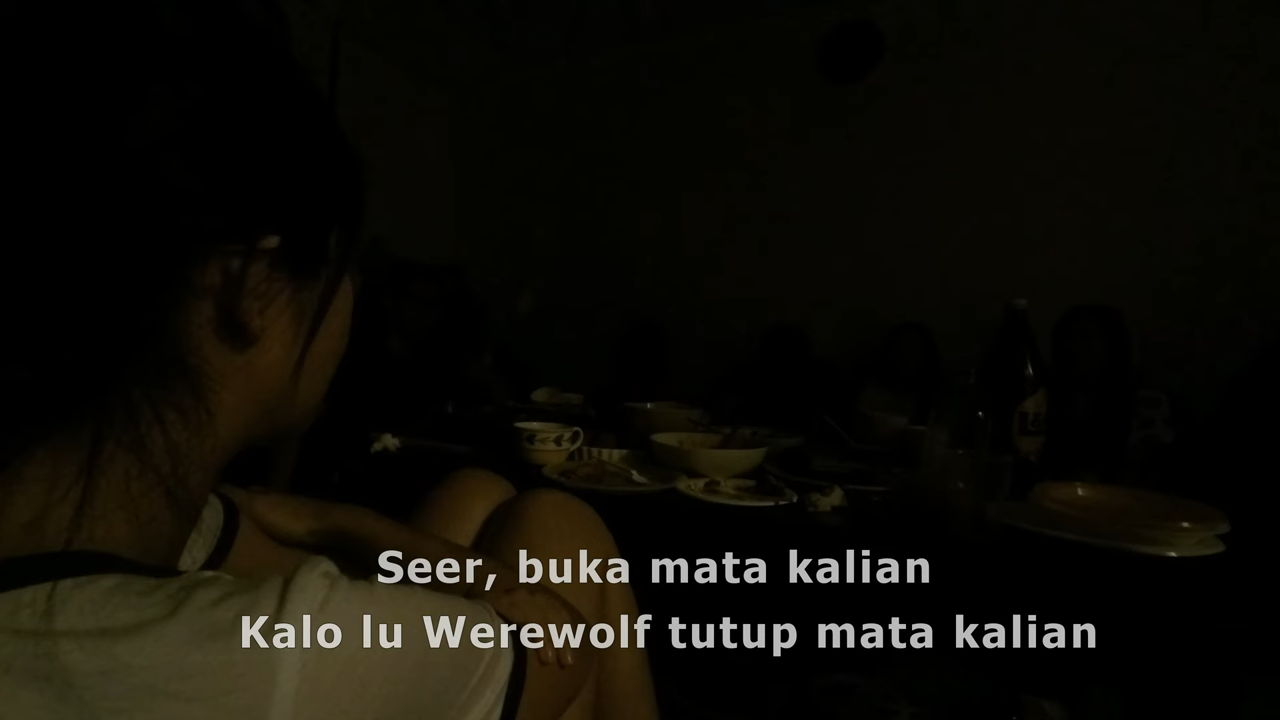 Seer, buka mata kalian
Kalo lu Werewolf tutup mata kalian